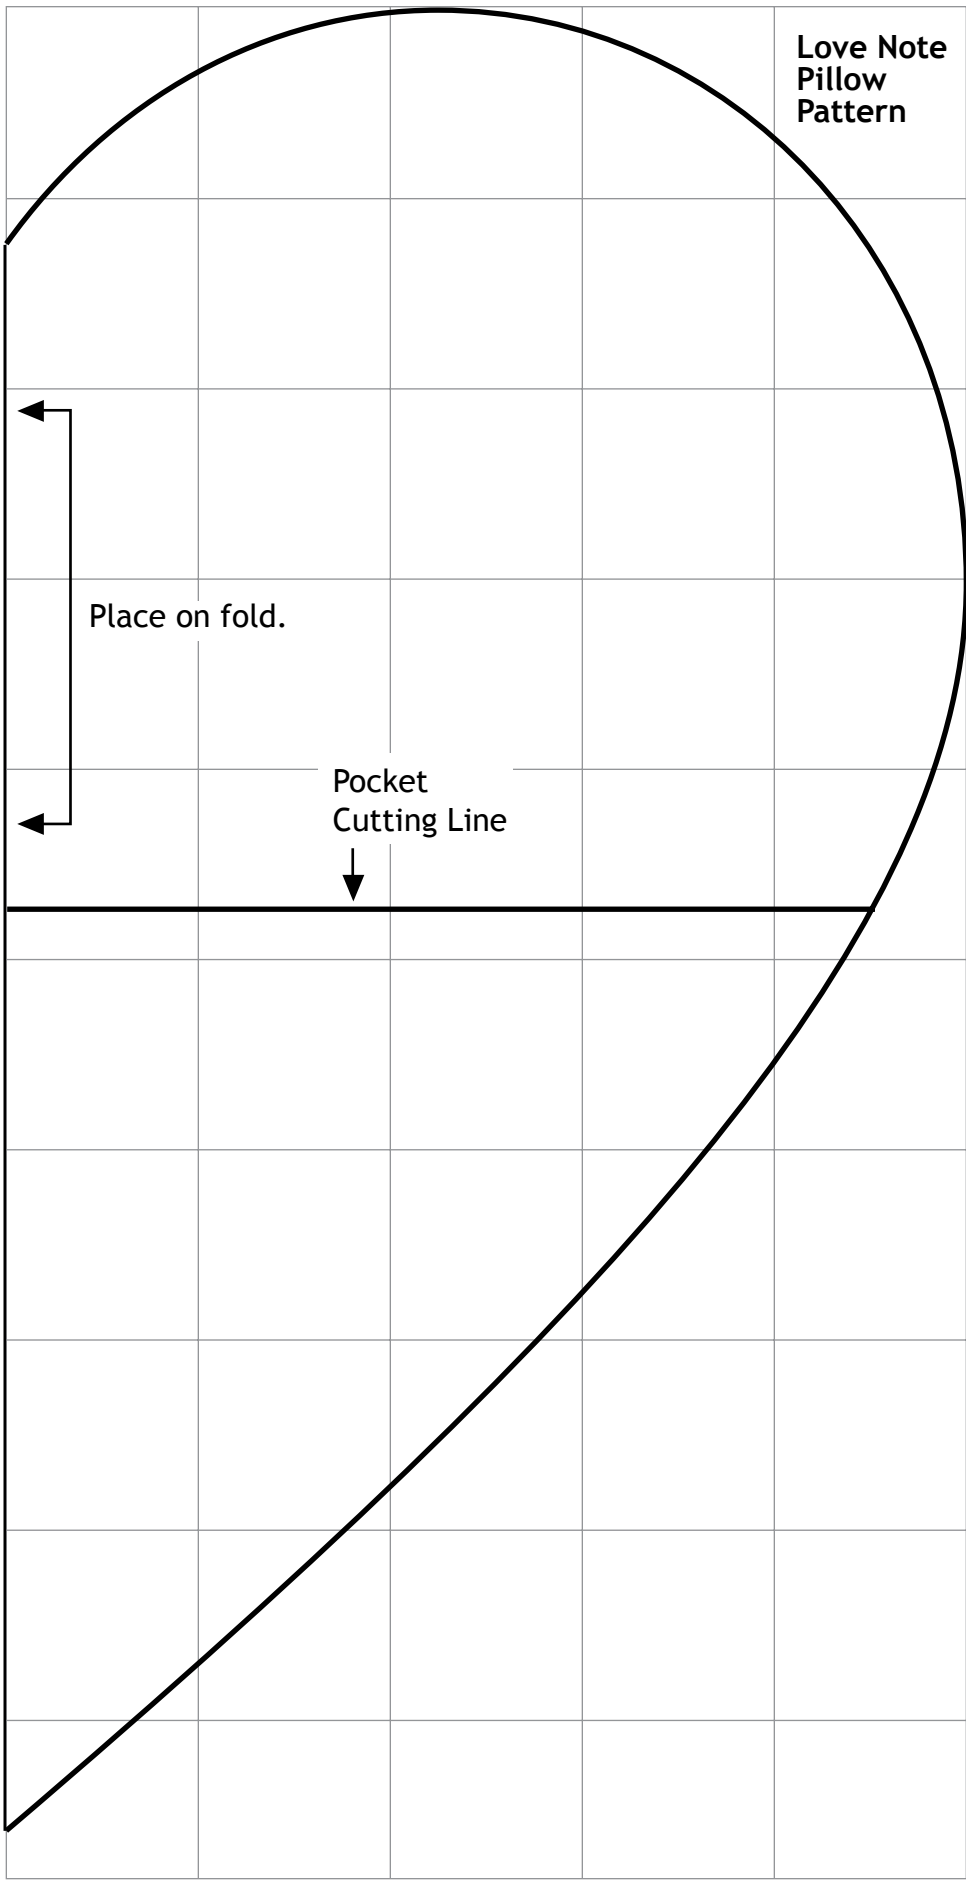 Love Note
Pillow
Pattern
Place on fold.
Pocket
Cutting Line